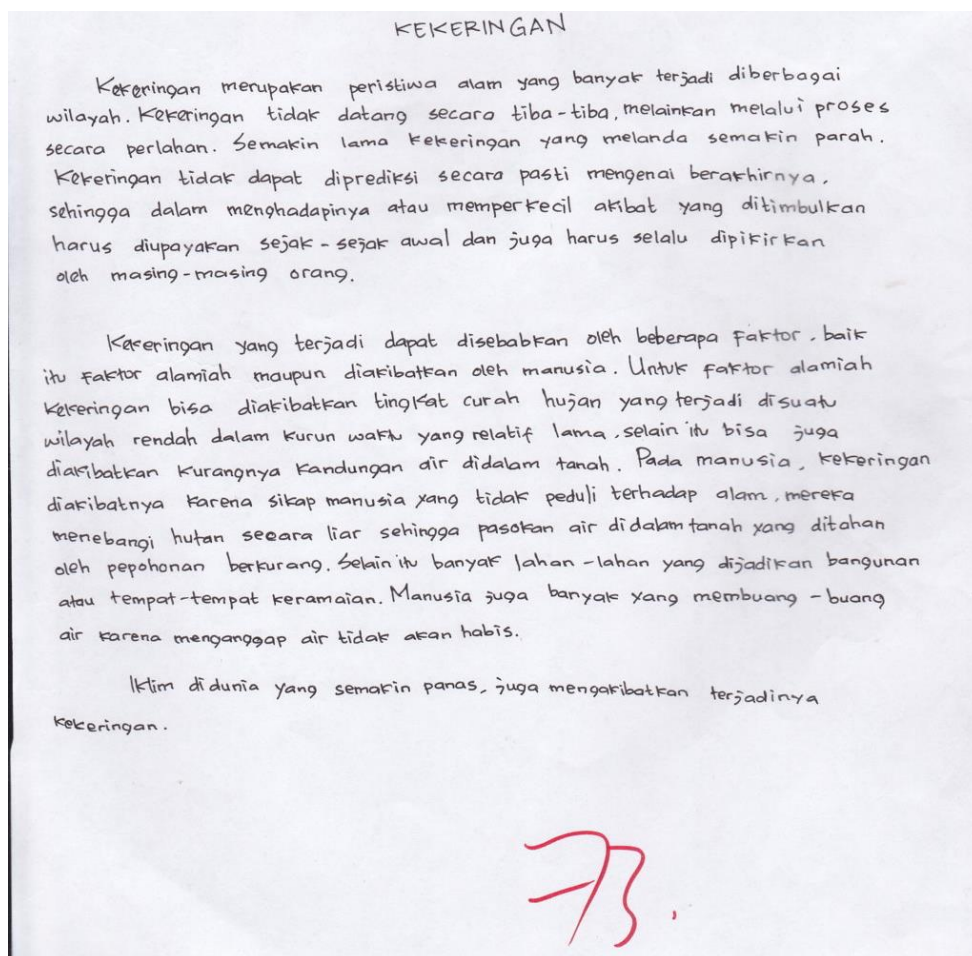 KEKERINGAN
Kekeringan merupakan peristiwa alam yang banyak terjadi diberbagai
wilayah. Kekeringan tidak datang secara tiba-tiba, melainkan melalui proses
secara perlahan. Semakin lama kekeringan yang melanda semakin parah.
Kekeringan tidak dapat diprediksi secara pasti mengenai berakhirnya,
sehingga dalam menghadapinya atau memperkecil akibat yang ditimbulkan
harus diupayakan sejak-sejak awal dan juga harus selalu dipikirkan
oleh masing-masing orang.
Kekeringan yang terjadi dapat disebabkan oleh beberapa faktor, baik
itu faktor alamiah maupun diakibatkan oleh manusia. Untuk faktor alamiah
kekeringan bisa diakibatkan tingkat curah hujan yang terjadi disuatu
wilayah rendah dalam kurun waktu yang relatif lama, selain itu bisa juga
diakibatkan kurangnya kandungan air didalam tanah. Pada manusia, kekeringan
diakibatnya karena sikap manusia yang tidak peduli terhadap alam, mereka
menebangi hutan secara liar sehingga pasokan air didalam tanah yang ditahan
oleh pepohonan berkurang. Selain itu banyak lahan-lahan yang dijadikan bangunan
atau tempat-tempat keramaian. Manusia juga banyak yang membuang-buang
air karena menganggap air tidak akan habis.
Iklim didunia yang semakin panas, juga mengakibatkan terjadinya
kekeringan.
73.